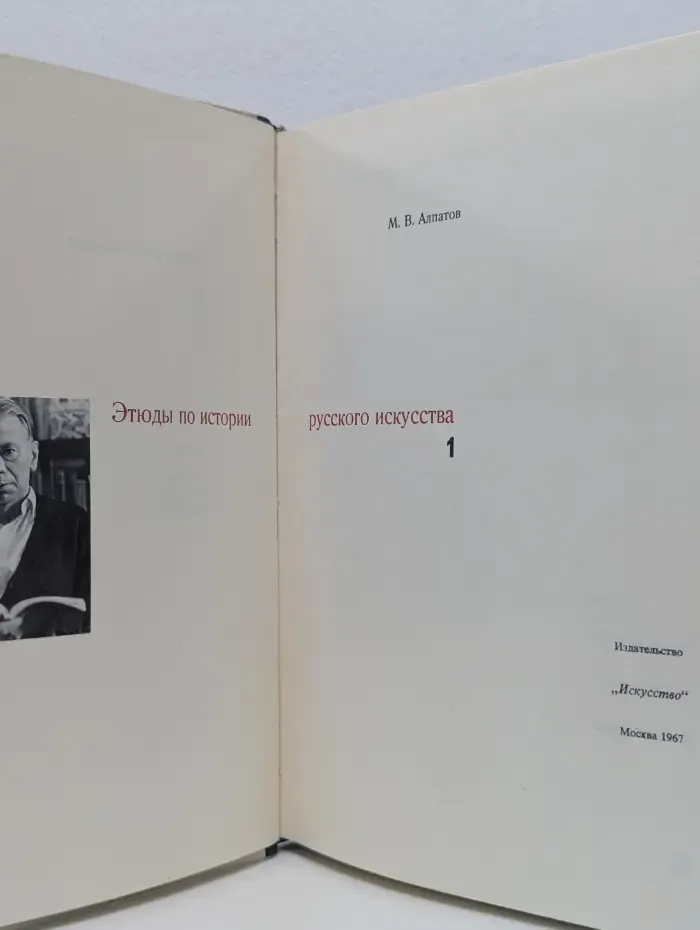 М. В. Алпатов
Этюды по истории русского искусства
1
Издательство
„Искусство“
Москва 1967